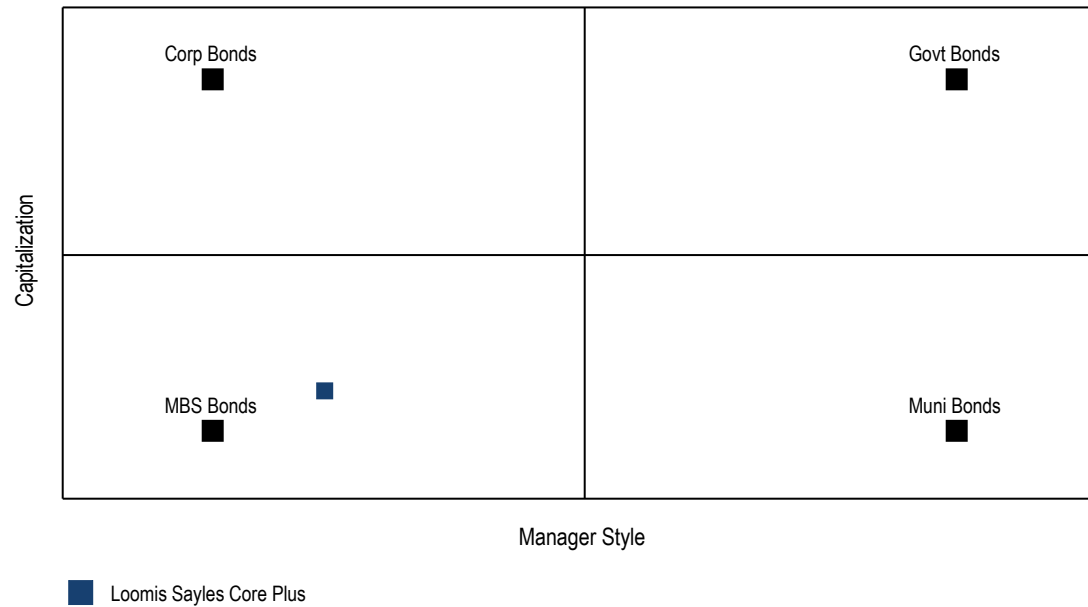 Corp Bonds
Govt Bonds
Capitalization
MBS Bonds
Muni Bonds
Manager Style
Loomis Sayles Core Plus